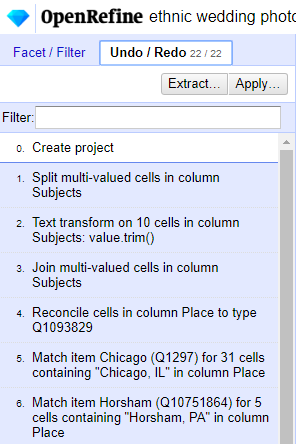 OpenRefine ethnic wedding photo
Facet / Filter Undo / Redo 22 / 22
Extract... Apply...
Filter:
0. Create project
1. Split multi-valued cells in column
Subjects
2. Text transform on 10 cells in column
Subjects: value.trim()
3. Join multi-valued cells in column
Subjects
4. Reconcile cells in column Place to type
Q1093829
5. Match item Chicago (Q1297) for 31 cells
containing "Chicago, IL" in column Place
6. Match item Horsham (Q10751864) for 5
cells containing "Horsham, PA" in column
Place